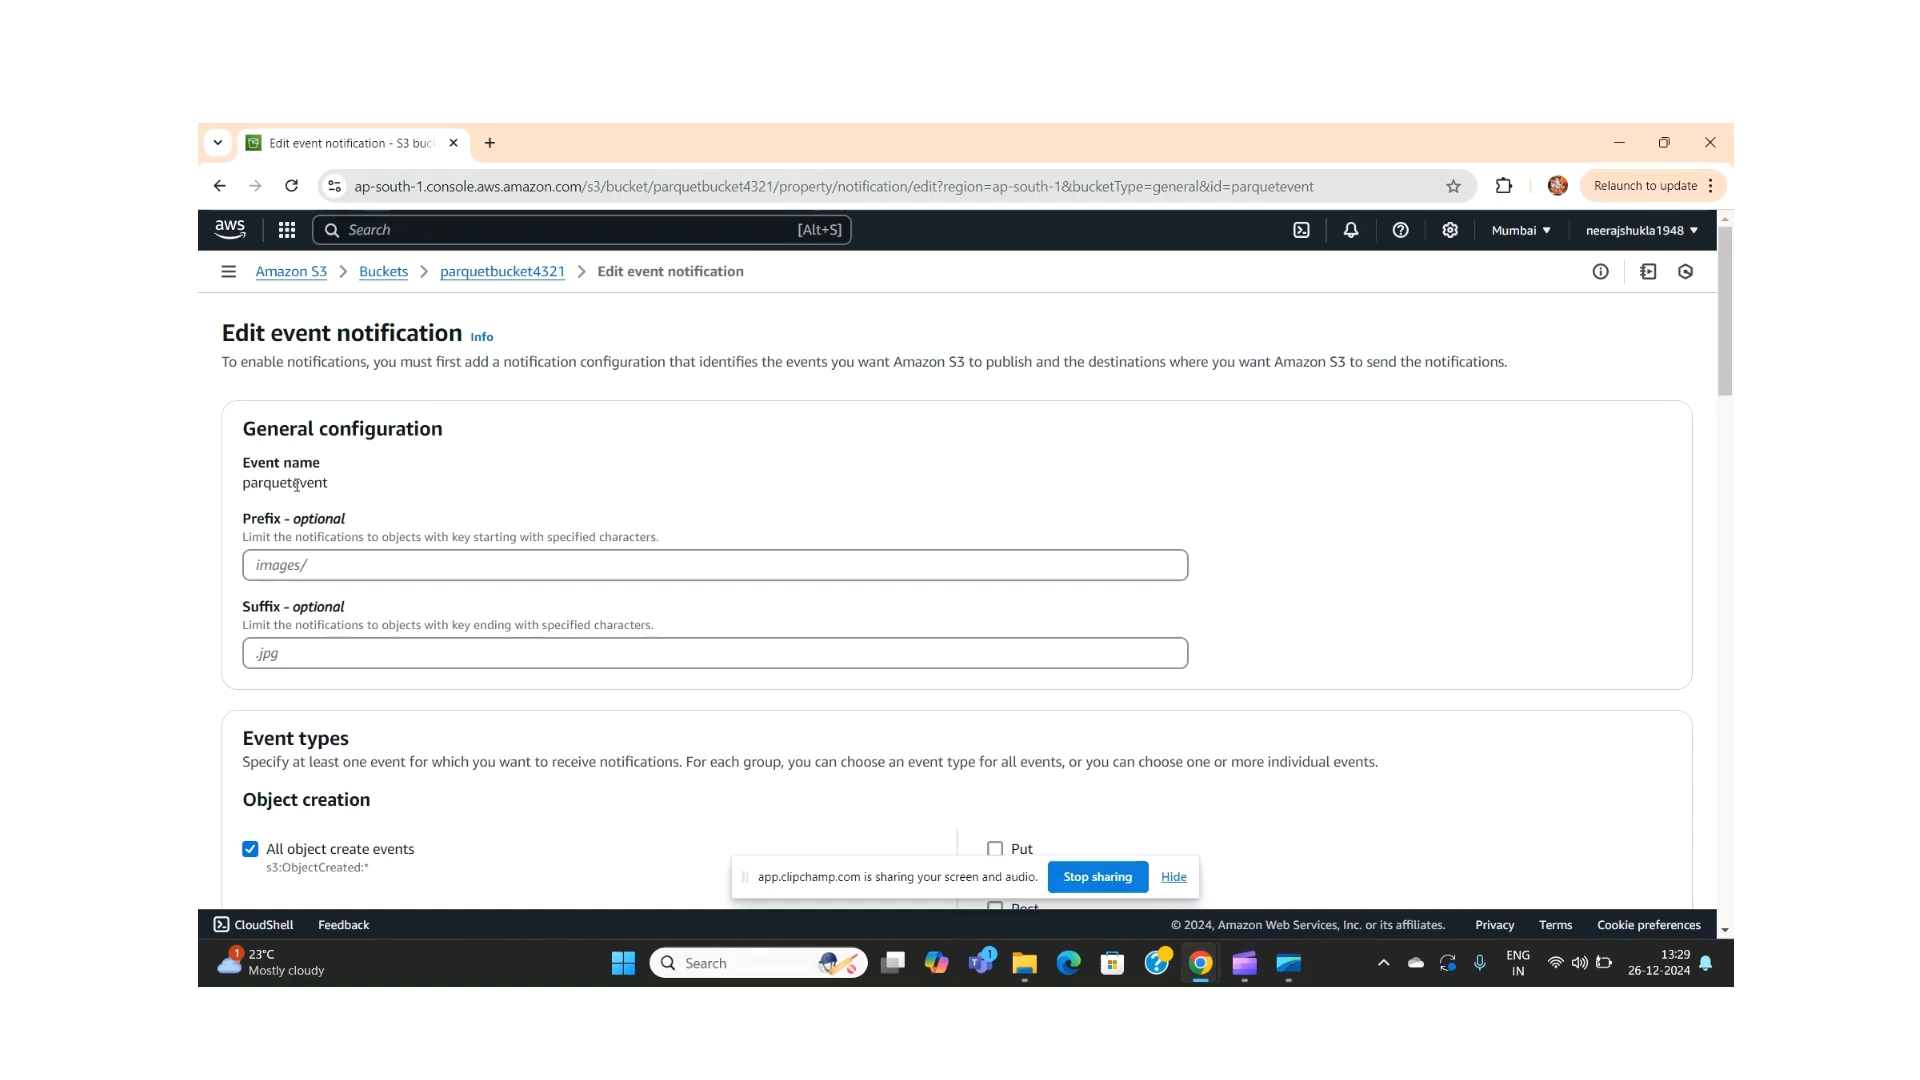 Edit event notification - S3 buc
ap-south-1.console.aws.amazon.com/s3/bucket/parquetbucket4321/property/notification/edit?region=ap-south-1&bucketType=general&id=parquetevent
Relaunch to update
aws
Search
[Alt+S]
Mumbai
neerajshukla1948
Amazon S3
Buckets
parquetbucket4321
Edit event notification
Edit event notification Info
To enable notifications, you must first add a notification configuration that identifies the events you want Amazon S3 to publish and the destinations where you want Amazon S3 to send the notifications.
General configuration
Event name
parquetevent
Prefix - optional
Limit the notifications to objects with key starting with specified characters.
images/
Suffix - optional
Limit the notifications to objects with key ending with specified characters.
.jpg
Event types
Specify at least one event for which you want to receive notifications. For each group, you can choose an event type for all events, or you can choose one or more individual events.
Object creation
All object create events
s3:ObjectCreated:*
Put
app.clipchamp.com is sharing your screen and audio.
Stop sharing
Hide
Post
CloudShell
Feedback
© 2024, Amazon Web Services, Inc. or its affiliates.
Privacy
Terms
Cookie preferences
1
23°C
Mostly cloudy
Search
1
ENG
IN
13:29
26-12-2024